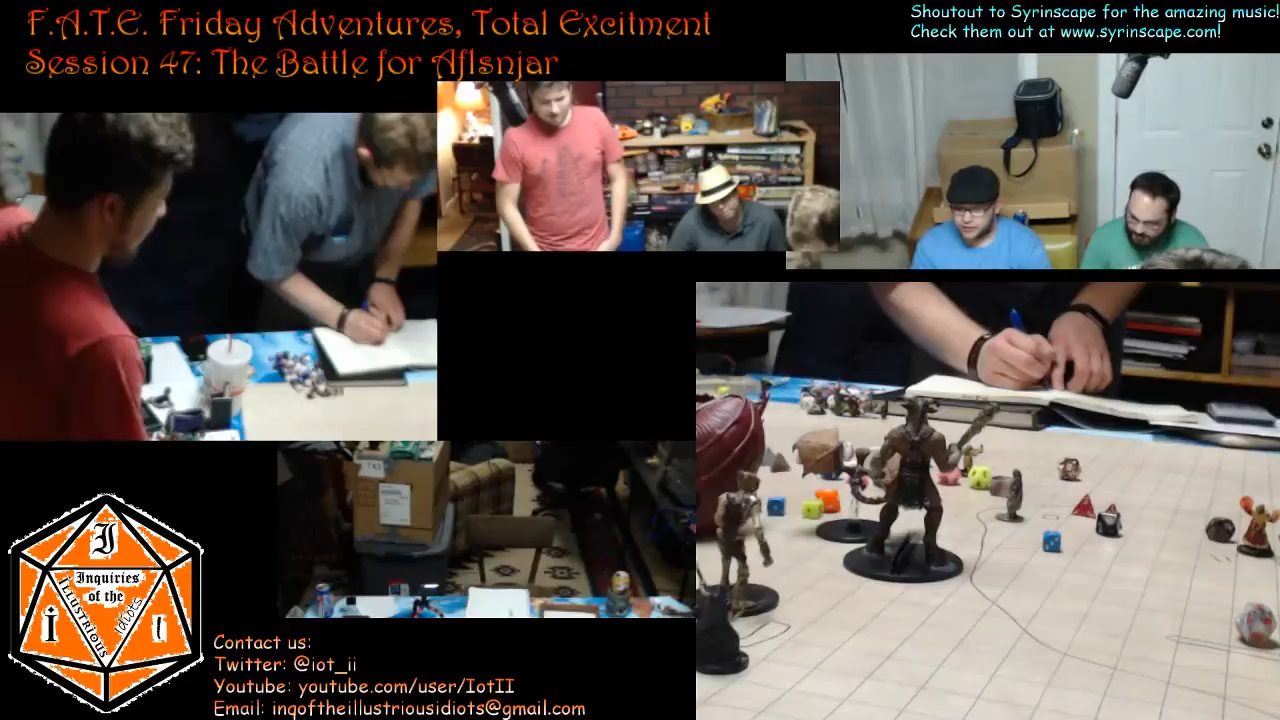 F.A.T.E. Friday Adventures, Total Excitment
Session 47: The Battle for Aflsnjar
Shoutout to Syrinscape for the amazing music!
Check them out at www.syrinscape.com!
I
Inquiries
of the
ILLUSTRIOUS
idiots
i
l
Contact us:
Twitter: @iot_ii
Youtube: youtube.com/user/IotII
Email: inqoftheillustriousidiots@gmail.com